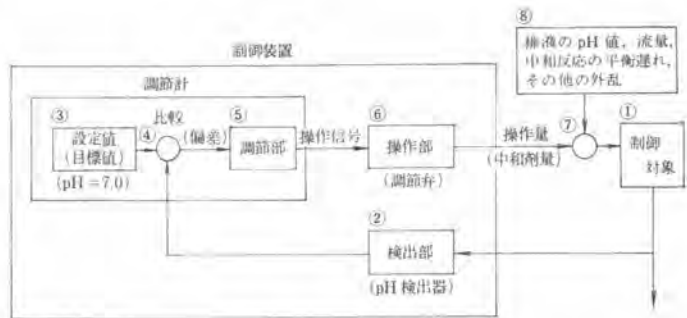 ⑧
排液の pH 値，流量，
中和反応の平衡遅れ，
その他の外乱
制御装置
調節計
③
設定値
(目標値)
(pH＝7.0)
④
比較
(偏差)
⑤
調節部
操作信号
⑥
操作部
(調節弁)
操作量
(中和剤量)
⑦
①
制御
対象
②
検出部
(pH 検出器)